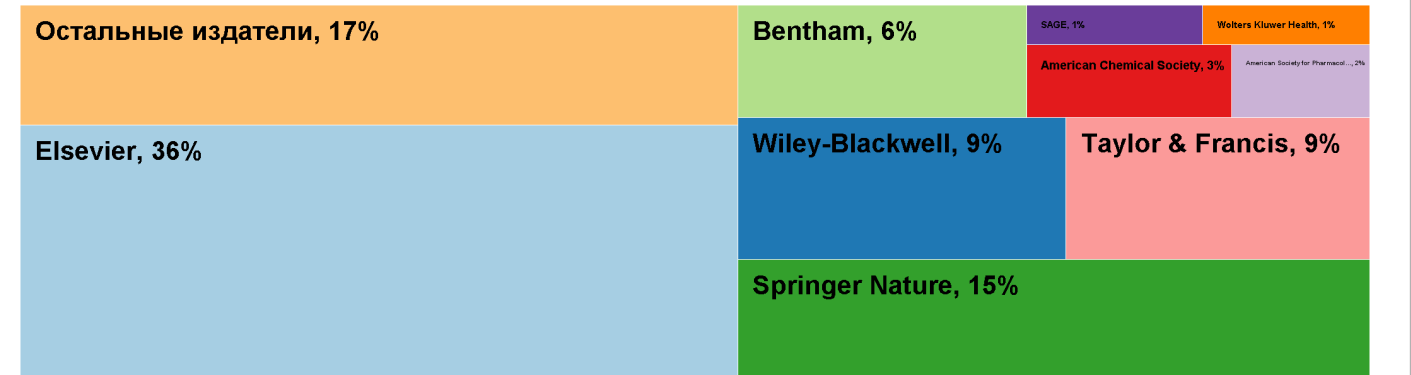 Остальные издатели, 17%
Elsevier, 36%
Bentham, 6%
SAGE, 1%
Wolters Kluwer Health, 1%
American Chemical Society, 3%
American Society for Pharmacol..., 2%
Wiley-Blackwell, 9%
Taylor & Francis, 9%
Springer Nature, 15%